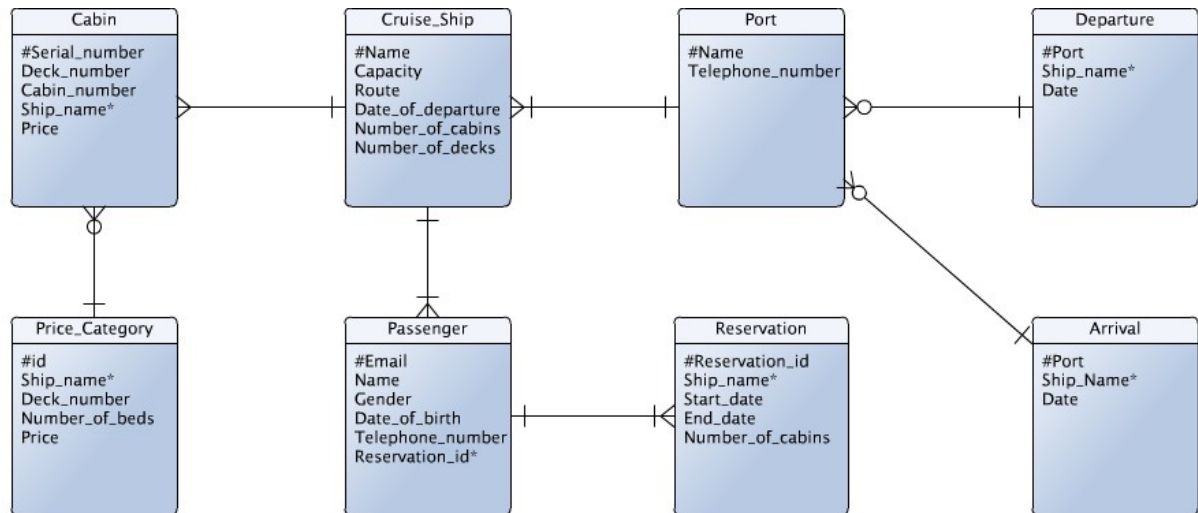 Cabin
#Serial_number
Deck_number
Cabin_number
Ship_name*
Price
Cruise_Ship
#Name
Capacity
Route
Date_of_departure
Number_of_cabins
Number_of_decks
Port
#Name
Telephone_number
Departure
#Port
Ship_name*
Date
Price_Category
#id
Ship_name*
Deck_number
Number_of_beds
Price
Passenger
#Email
Name
Gender
Date_of_birth
Telephone_number
Reservation_id*
Reservation
#Reservation_id
Ship_name*
Start_date
End_date
Number_of_cabins
Arrival
#Port
Ship_Name*
Date